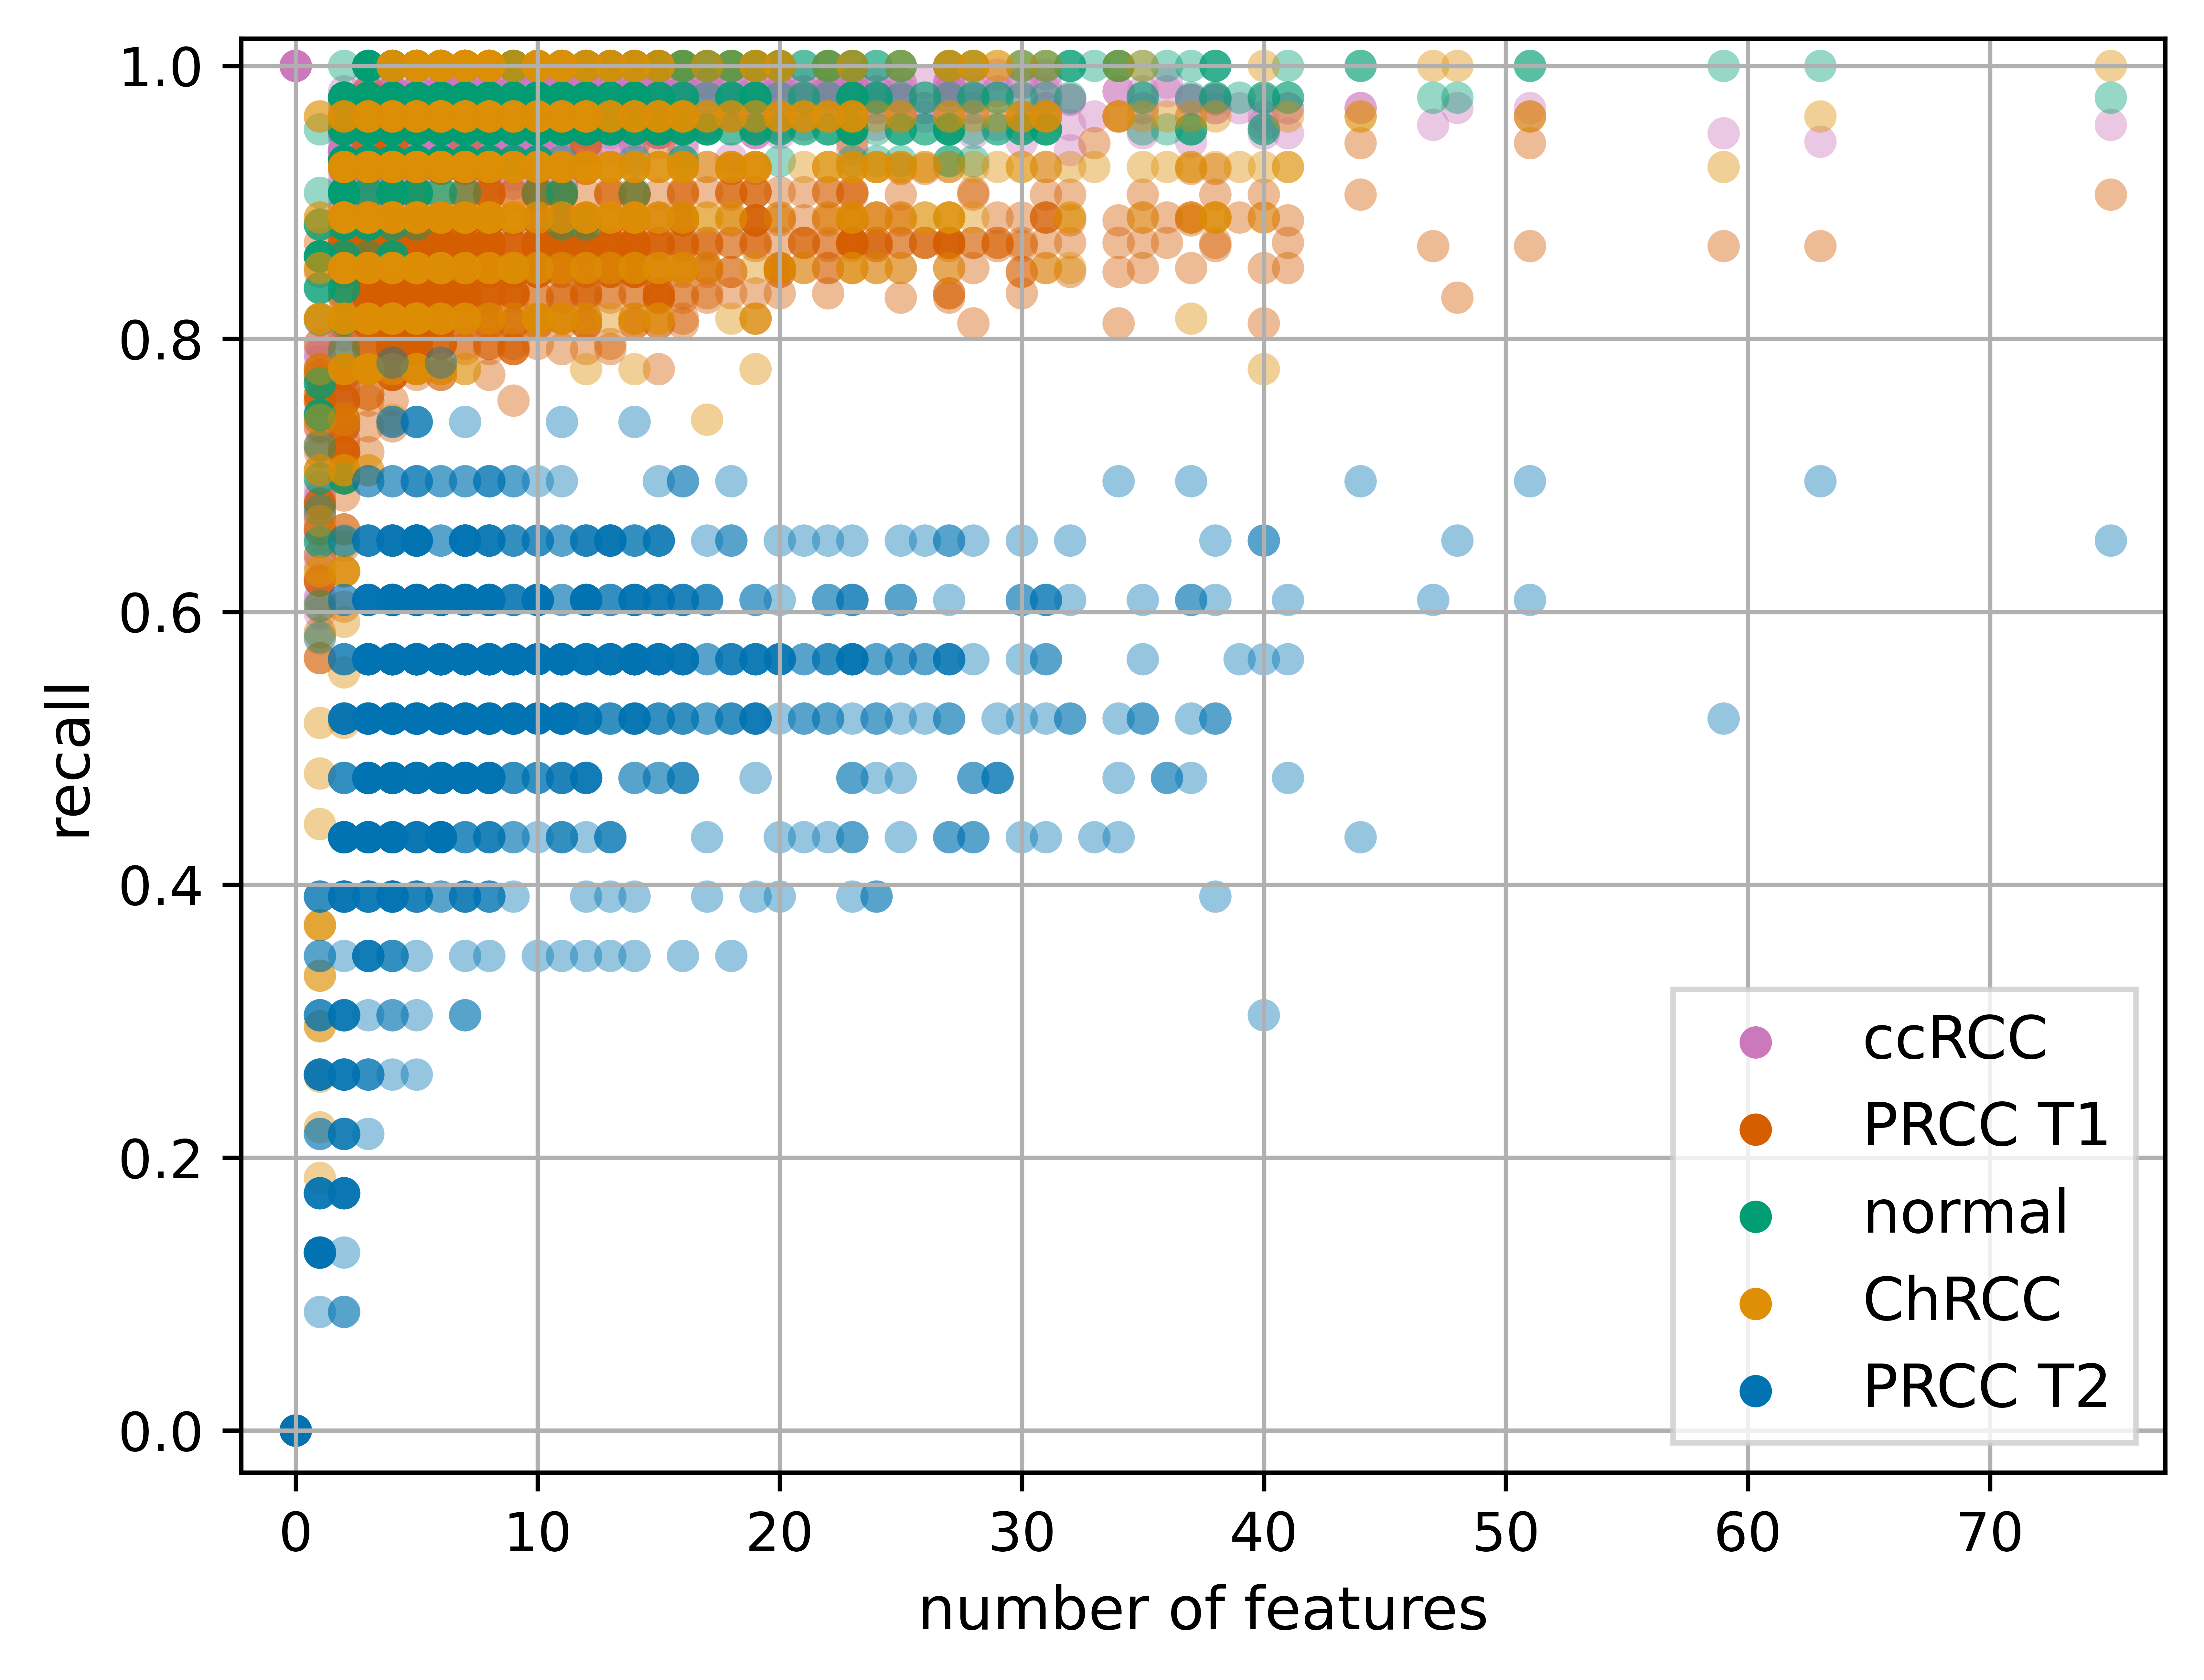 1.0
0.8
0.6
0.4
0.2
0.0
recall
0 10 20 30 40 50 60 70
number of features
ccRCC
PRCC T1
normal
ChRCC
PRCC T2